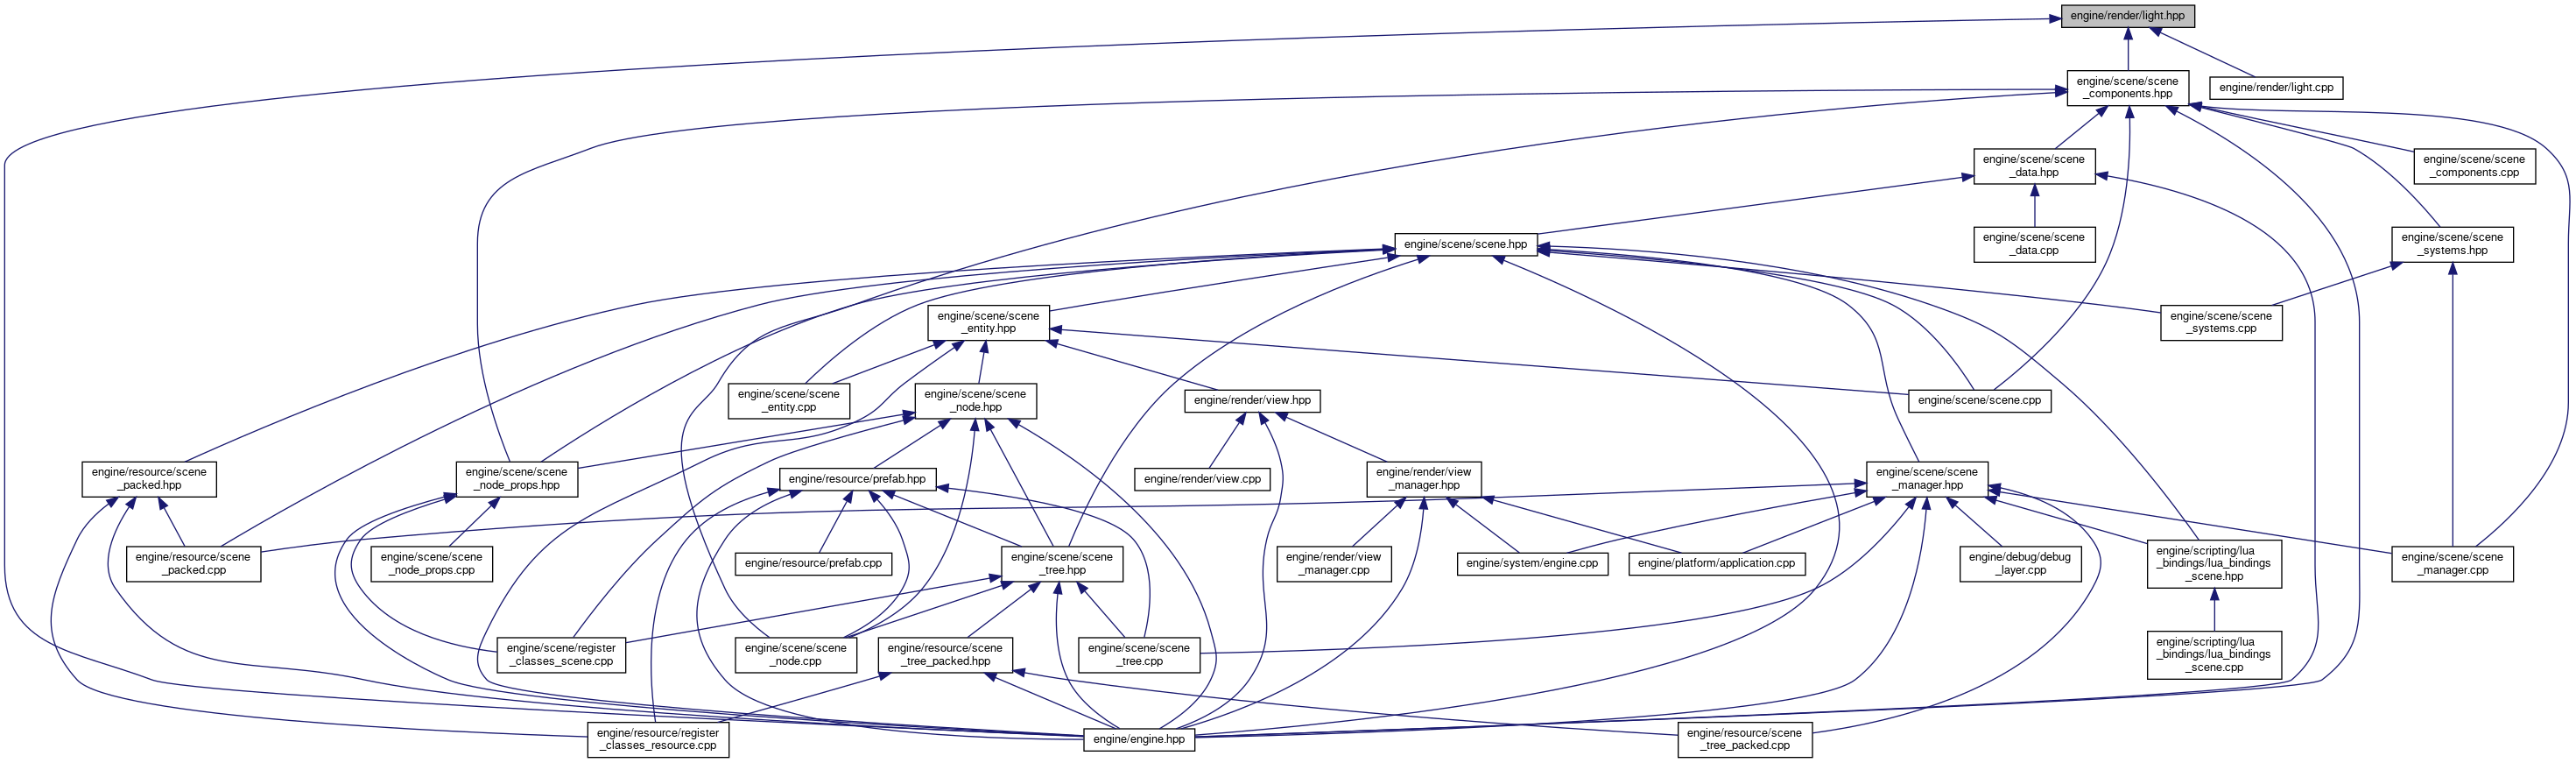 engine/render/light.hpp
engine/scene/scene
_components.hpp
engine/render/light.cpp
engine/scene/scene
_data.hpp
engine/scene/scene
_components.cpp
engine/scene/scene.hpp
engine/scene/scene
_data.cpp
engine/scene/scene
_systems.hpp
engine/scene/scene
_entity.hpp
engine/scene/scene
_systems.cpp
engine/scene/scene
_entity.cpp
engine/scene/scene
_node.hpp
engine/render/view.hpp
engine/scene/scene.cpp
engine/resource/scene
_packed.hpp
engine/scene/scene
_node_props.hpp
engine/resource/prefab.hpp
engine/render/view.cpp
engine/render/view
_manager.hpp
engine/scene/scene
_manager.hpp
engine/resource/scene
_packed.cpp
engine/scene/scene
_node_props.cpp
engine/resource/prefab.cpp
engine/scene/scene
_tree.hpp
engine/render/view
_manager.cpp
engine/system/engine.cpp
engine/platform/application.cpp
engine/debug/debug
_layer.cpp
engine/scripting/lua
_bindings/lua_bindings
_scene.hpp
engine/scene/scene
_manager.cpp
engine/scene/register
_classes_scene.cpp
engine/scene/scene
_node.cpp
engine/resource/scene
_tree_packed.hpp
engine/scene/scene
_tree.cpp
engine/scripting/lua
_bindings/lua_bindings
_scene.cpp
engine/resource/register
_classes_resource.cpp
engine/engine.hpp
engine/resource/scene
_tree_packed.cpp